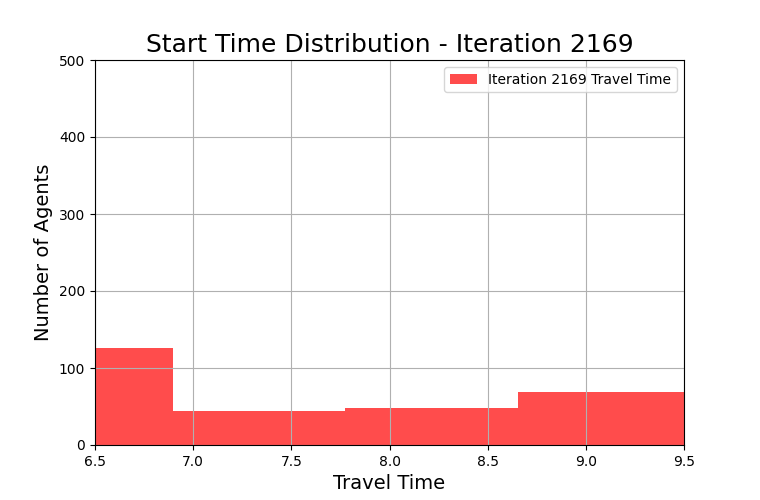 Start Time Distribution - Iteration 2169
Iteration 2169 Travel Time
Number of Agents
500
400
300
200
100
0
6.5 7.0 7.5 8.0 8.5 9.0 9.5
Travel Time